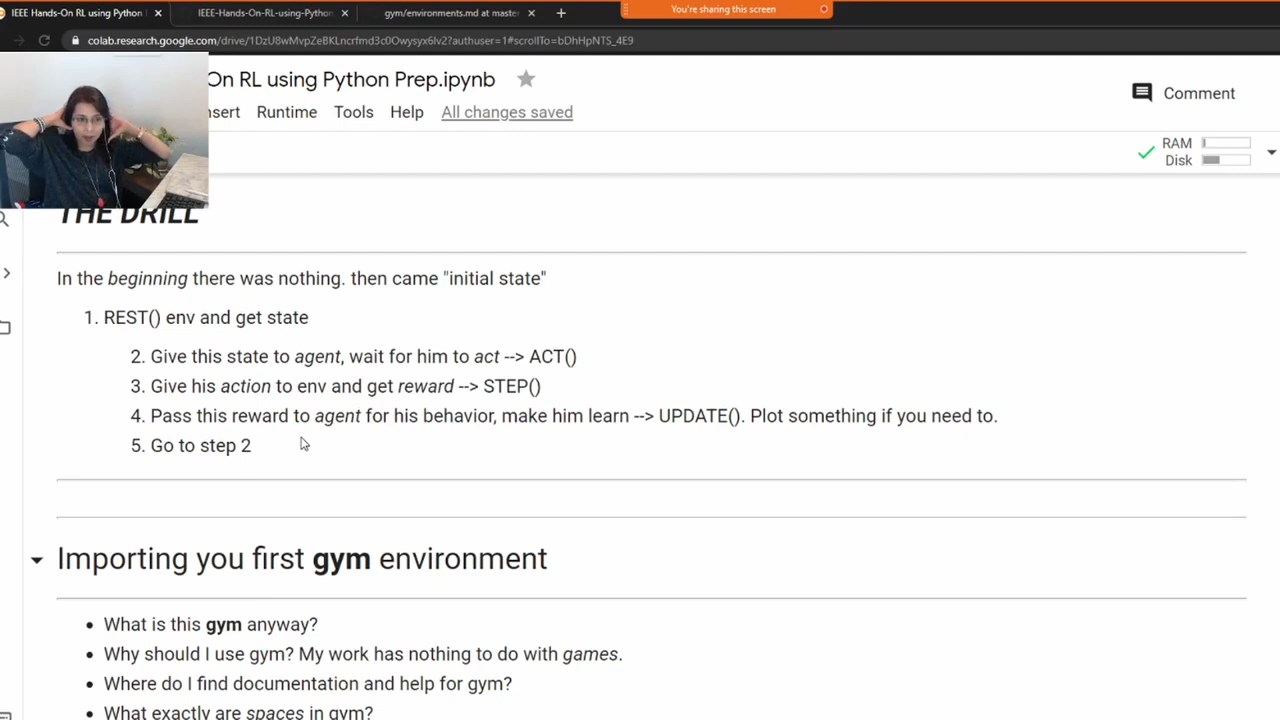 IEEE Hands-On RL using Python
IEEE-Hands-On-RL-using-Python
gym/environments.md at master
You're sharing this screen
colab.research.google.com/drive/1DzU8wMvpZeBKLncrfmd3c0Owysyx6lv2?authuser=1#scrollTo=bDhHpNTS_4E9
On RL using Python Prep.ipynb
nsert Runtime Tools Help All changes saved
Comment
RAM
Disk
THE DRILL
In the beginning there was nothing. then came "initial state"
1. REST() env and get state
2. Give this state to agent, wait for him to act --> ACT()
3. Give his action to env and get reward --> STEP()
4. Pass this reward to agent for his behavior, make him learn --> UPDATE(). Plot something if you need to.
5. Go to step 2
Importing you first gym environment
• What is this gym anyway?
• Why should I use gym? My work has nothing to do with games.
• Where do I find documentation and help for gym?
• What exactly are spaces in gym?